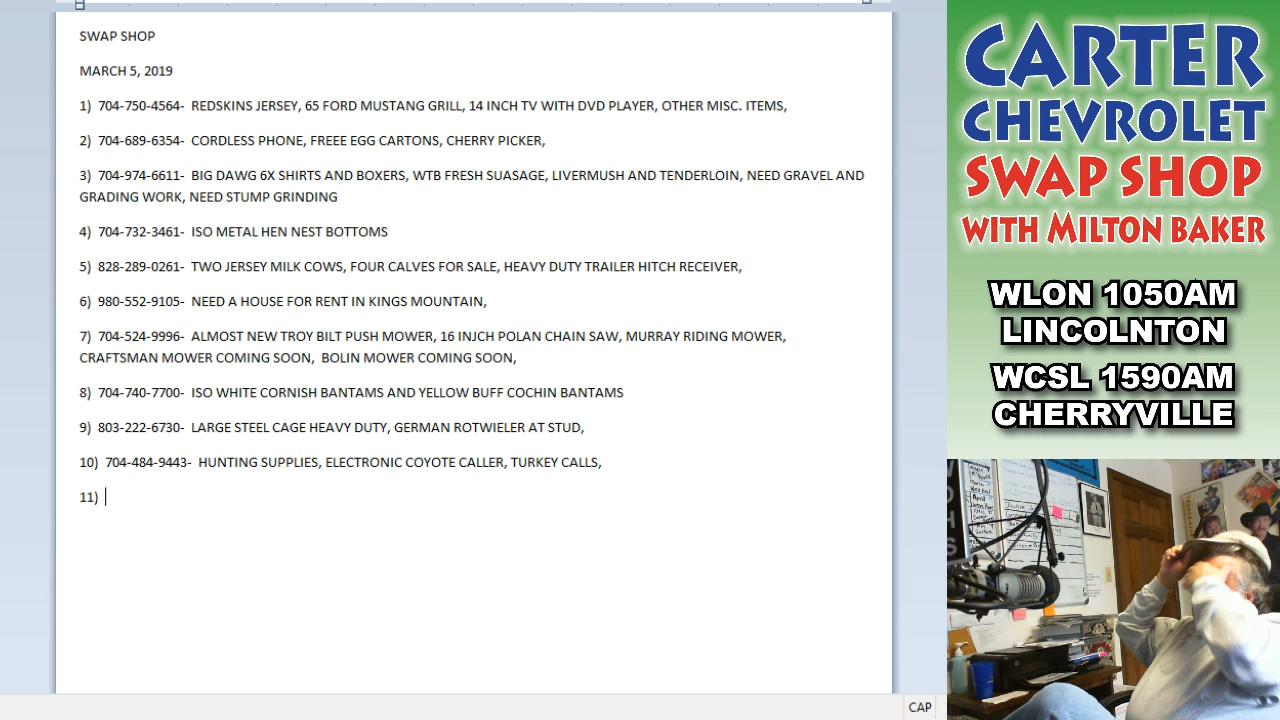 SWAP SHOP
MARCH 5, 2019
1) 704-750-4564- REDSKINS JERSEY, 65 FORD MUSTANG GRILL, 14 INCH TV WITH DVD PLAYER, OTHER MISC. ITEMS,
2) 704-689-6354- CORDLESS PHONE, FREEE EGG CARTONS, CHERRY PICKER,
3) 704-974-6611- BIG DAWG 6X SHIRTS AND BOXERS, WTB FRESH SUASAGE, LIVERMUSH AND TENDERLOIN, NEED GRAVEL AND
GRADING WORK, NEED STUMP GRINDING
4) 704-732-3461- ISO METAL HEN NEST BOTTOMS
5) 828-289-0261- TWO JERSEY MILK COWS, FOUR CALVES FOR SALE, HEAVY DUTY TRAILER HITCH RECEIVER,
6) 980-552-9105- NEED A HOUSE FOR RENT IN KINGS MOUNTAIN,
7) 704-524-9996- ALMOST NEW TROY BILT PUSH MOWER, 16 INJCH POLAN CHAIN SAW, MURRAY RIDING MOWER,
CRAFTSMAN MOWER COMING SOON, BOLIN MOWER COMING SOON,
8) 704-740-7700- ISO WHITE CORNISH BANTAMS AND YELLOW BUFF COCHIN BANTAMS
9) 803-222-6730- LARGE STEEL CAGE HEAVY DUTY, GERMAN ROTWIELER AT STUD,
10) 704-484-9443- HUNTING SUPPLIES, ELECTRONIC COYOTE CALLER, TURKEY CALLS,
11)
CAP
CARTER
CHEVROLET
SWAP SHOP
WITH MILTON BAKER
WLON 1050AM
LINCOLNTON
WCSL 1590AM
CHERRYVILLE
April